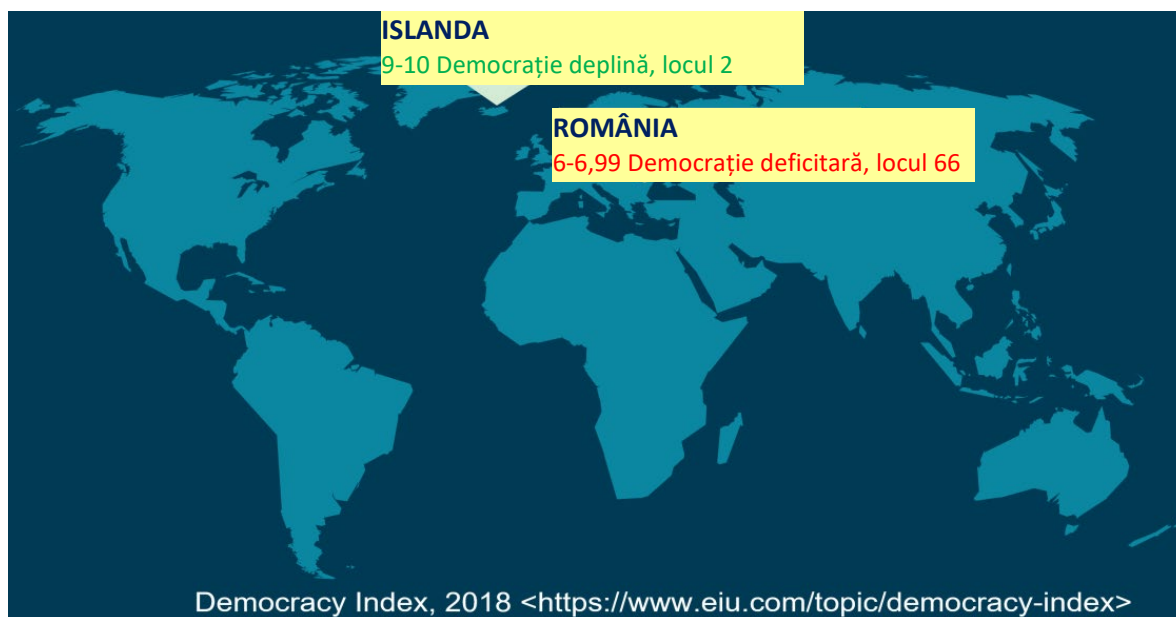 ISLANDA
9-10 Democrație deplină, locul 2
ROMÂNIA
6-6,99 Democrație deficitară, locul 66
Democracy Index, 2018 <https://www.eiu.com/topic/democracy-index>